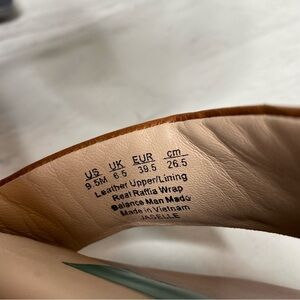 US UK EUR cm
9.5M 6.5 39.5 26.5
Leather Upper/Lining
Real Raffia Wrap
Balance Man Made
Made in Vietnam
JASELLE